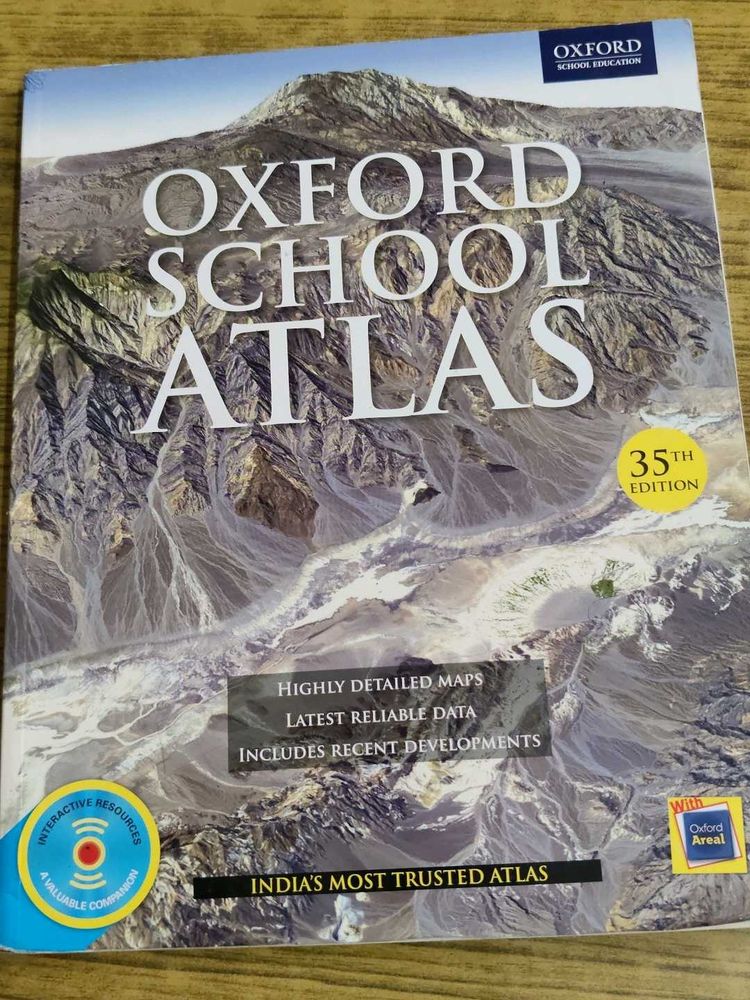 OXFORD
SCHOOL EDUCATION
OXFORD
SCHOOL
ATLAS
35TH
EDITION
HIGHLY DETAILED MAPS
LATEST RELIABLE DATA
INCLUDES RECENT DEVELOPMENTS
INTERACTIVE RESOURCES
A VALUABLE COMPANION
With
Oxford
Areal
INDIA'S MOST TRUSTED ATLAS